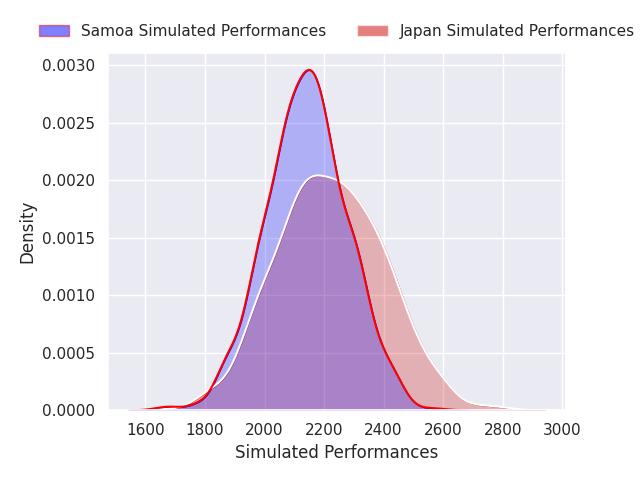 Samoa Simulated Performances Japan Simulated Performances
0.0030
0.0025
0.0020
0.0015
0.0010
0.0005
0.0000
Density
1600 1800 2000 2200 2400 2600 2800 3000
Simulated Performances